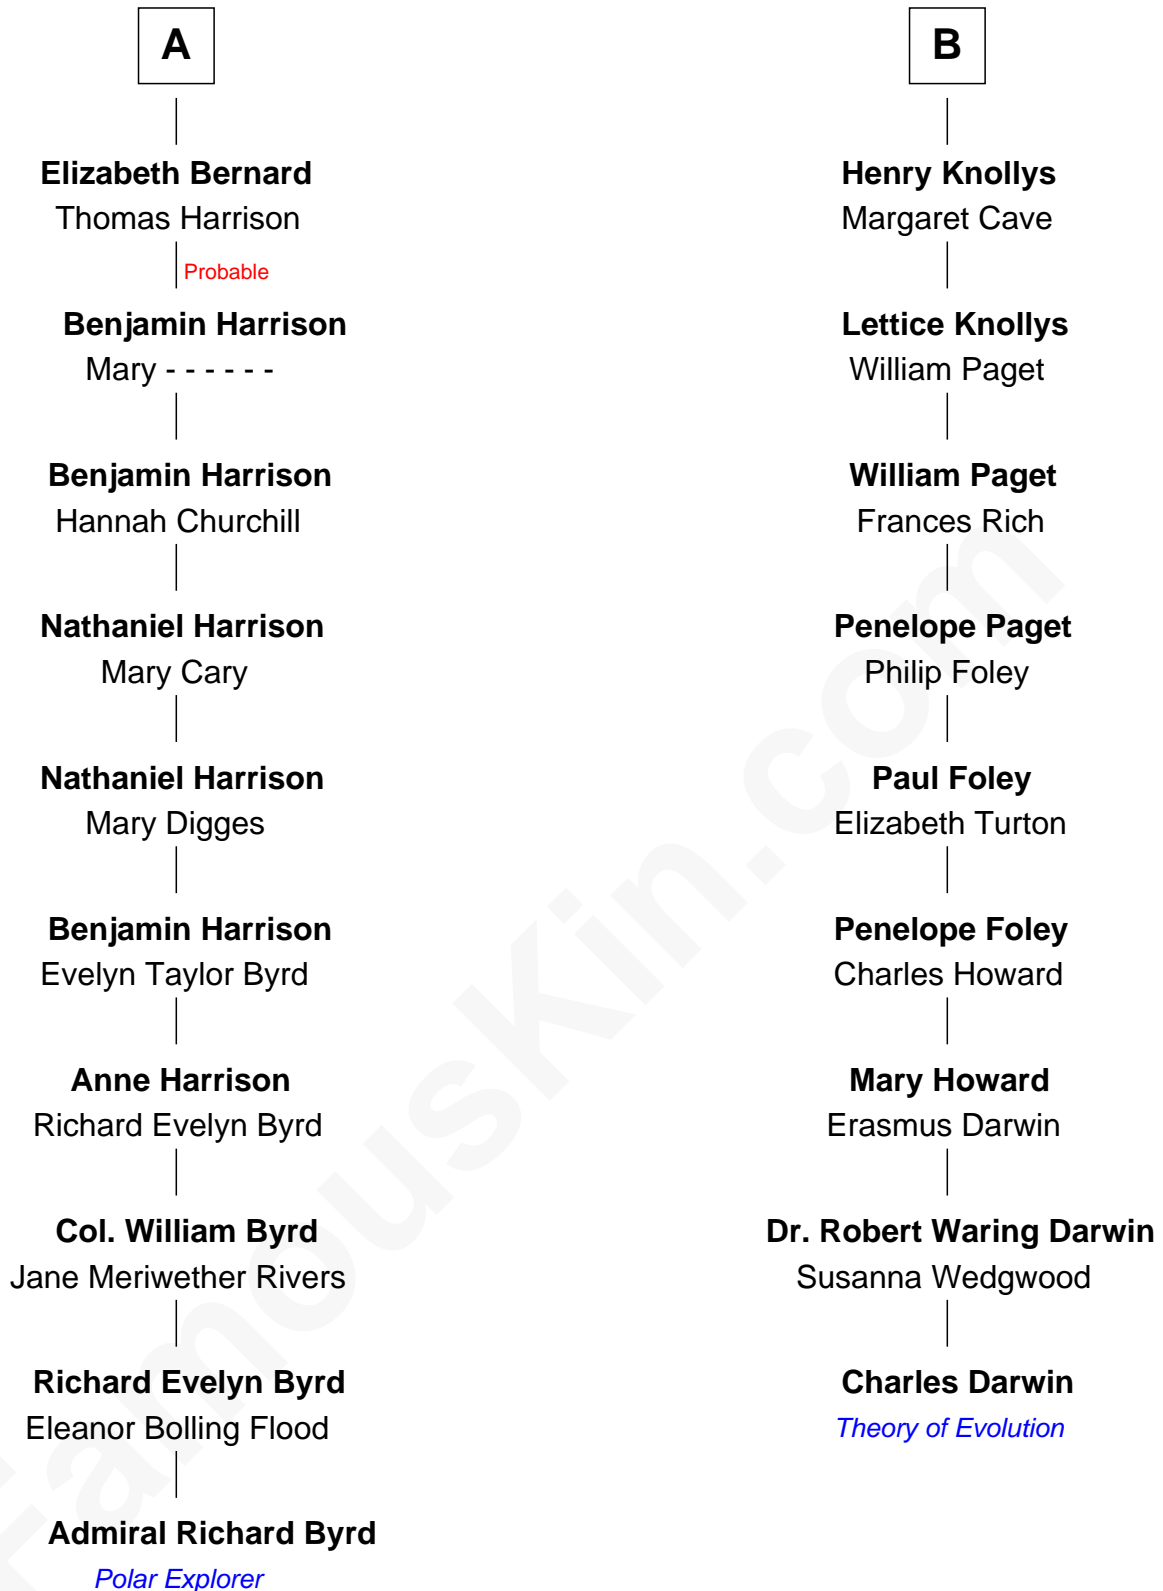 A
Elizabeth Bernard
Thomas Harrison
Probable
Benjamin Harrison
Mary - - - - - -
Benjamin Harrison
Hannah Churchill
Nathaniel Harrison
Mary Cary
Nathaniel Harrison
Mary Digges
Benjamin Harrison
Evelyn Taylor Byrd
Anne Harrison
Richard Evelyn Byrd
Col. William Byrd
Jane Meriwether Rivers
Richard Evelyn Byrd
Eleanor Bolling Flood
Admiral Richard Byrd
Polar Explorer
B
Henry Knollys
Margaret Cave
Lettice Knollys
William Paget
William Paget
Frances Rich
Penelope Paget
Philip Foley
Paul Foley
Elizabeth Turton
Penelope Foley
Charles Howard
Mary Howard
Erasmus Darwin
Dr. Robert Waring Darwin
Susanna Wedgwood
Charles Darwin
Theory of Evolution
FamousKin.com